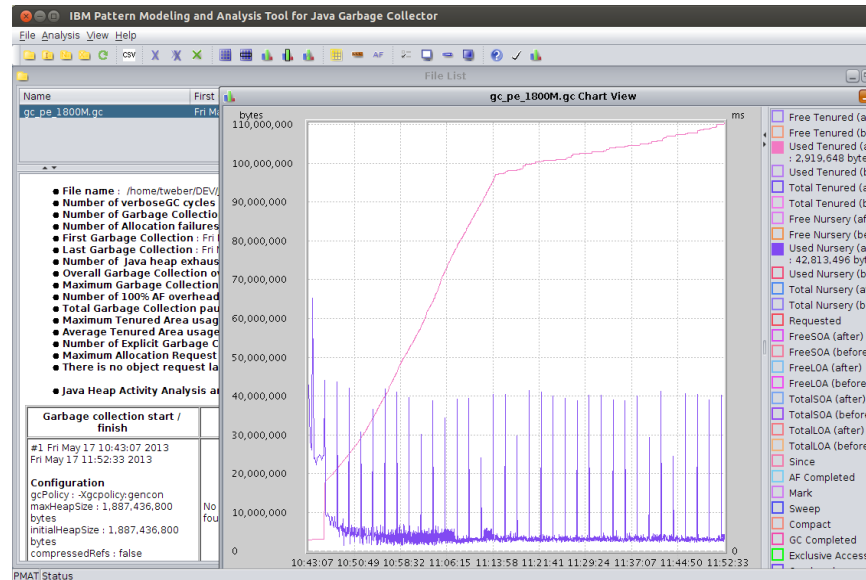 IBM Pattern Modeling and Analysis Tool for Java Garbage Collector
File Analysis View Help
CSV
AF
File List
Name
First
gc_pe_1800M.gc
Fri Ma
File name : /home/tweber/DEV/
Number of verboseGC cycles
Number of Garbage Collectio
Number of Allocation failures
First Garbage Collection : Fri
Last Garbage Collection : Fri
Number of Java heap exhaus
Overall Garbage Collection ov
Maximum Garbage Collection
Number of 100% AF overhead
Total Garbage Collection pau
Maximum Tenured Area usag
Average Tenured Area usage
Number of Explicit Garbage C
Maximum Allocation Request
There is no object request la
Java Heap Activity Analysis a
Garbage collection start /
finish
#1 Fri May 17 10:43:07 2013
Fri May 17 11:52:33 2013
Configuration
gcPolicy : -Xgcpolicy:gencon
maxHeapSize : 1,887,436,800
bytes
initialHeapSize : 1,887,436,800
bytes
compressedRefs : false
No
fou
gc_pe_1800M.gc Chart View
bytes
ms
110,000,000
100,000,000
90,000,000
80,000,000
70,000,000
60,000,000
50,000,000
40,000,000
30,000,000
20,000,000
10,000,000
0
0
10:43:07 10:50:49 10:58:32 11:06:15 11:13:58 11:21:41 11:29:24 11:37:07 11:44:50 11:52:33
Free Tenured (a
Free Tenured (b
Used Tenured (a
: 2,919,648 byte
Used Tenured (b
Total Tenured (a
Total Tenured (b
Free Nursery (af
Free Nursery (be
Used Nursery (a
: 42,813,496 byt
Used Nursery (b
Total Nursery (a
Total Nursery (b
Requested
FreeSOA (after)
FreeSOA (before
FreeLOA (after)
FreeLOA (before
TotalSOA (after)
TotalSOA (before
TotalLOA (after)
TotalLOA (before
Since
AF Completed
Mark
Sweep
Compact
GC Completed
Exclusive Access
PMAT Status